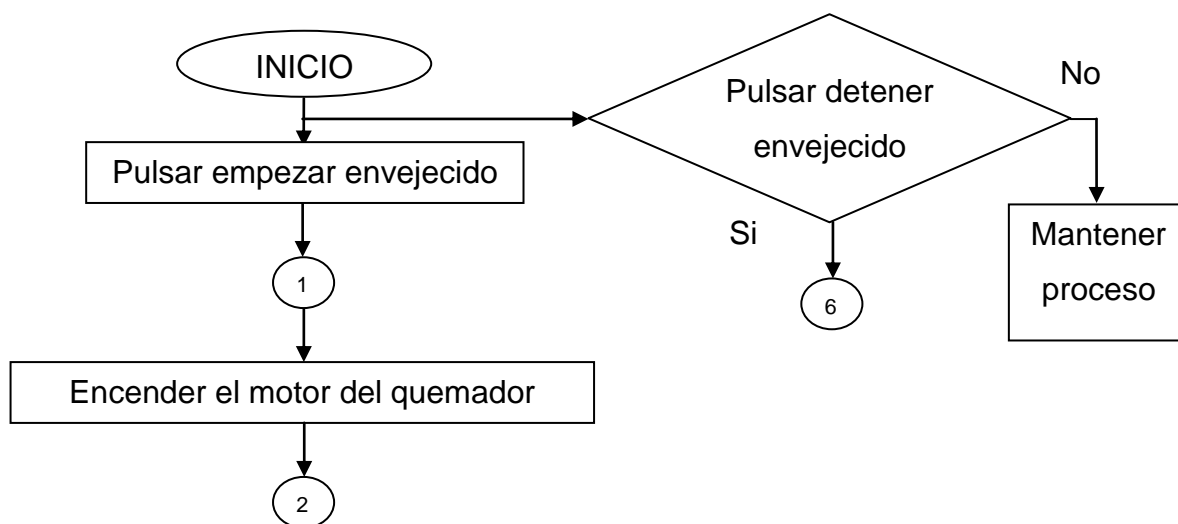 INICIO
Pulsar empezar envejecido
1
Encender el motor del quemador
2
Pulsar detener
envejecido
No
Si
6
Mantener
proceso